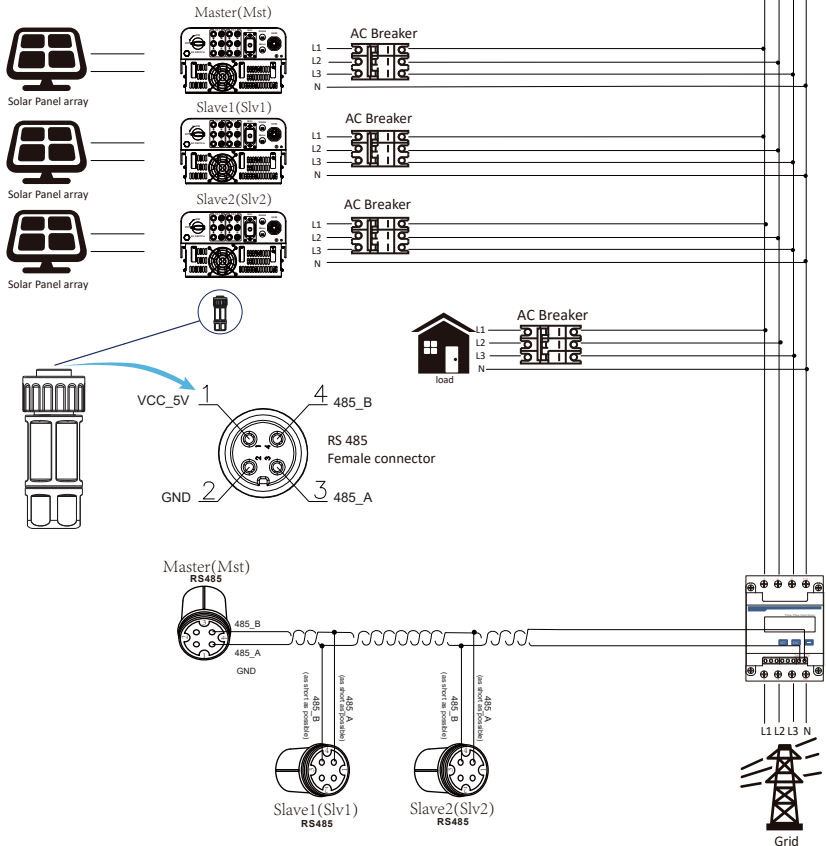 Master(Mst)
AC Breaker
L1
L2
L3
N
Solar Panel array
Slave1(Slv1)
AC Breaker
L1
L2
L3
N
Solar Panel array
Slave2(Slv2)
AC Breaker
L1
L2
L3
N
Solar Panel array
AC Breaker
L1
L2
L3
N
load
VCC_5V 1
4 485_B
RS 485
Female connector
1 4
2 3
GND 2
3 485_A
Master(Mst)
RS485
485_B
485_A
GND
485_A
(as short as possible)
485_B
(as short as possible)
485_A
(as short as possible)
485_B
(as short as possible)
Slave1(Slv1)
RS485
Slave2(Slv2)
RS485
L1 L2 L3 N
Grid